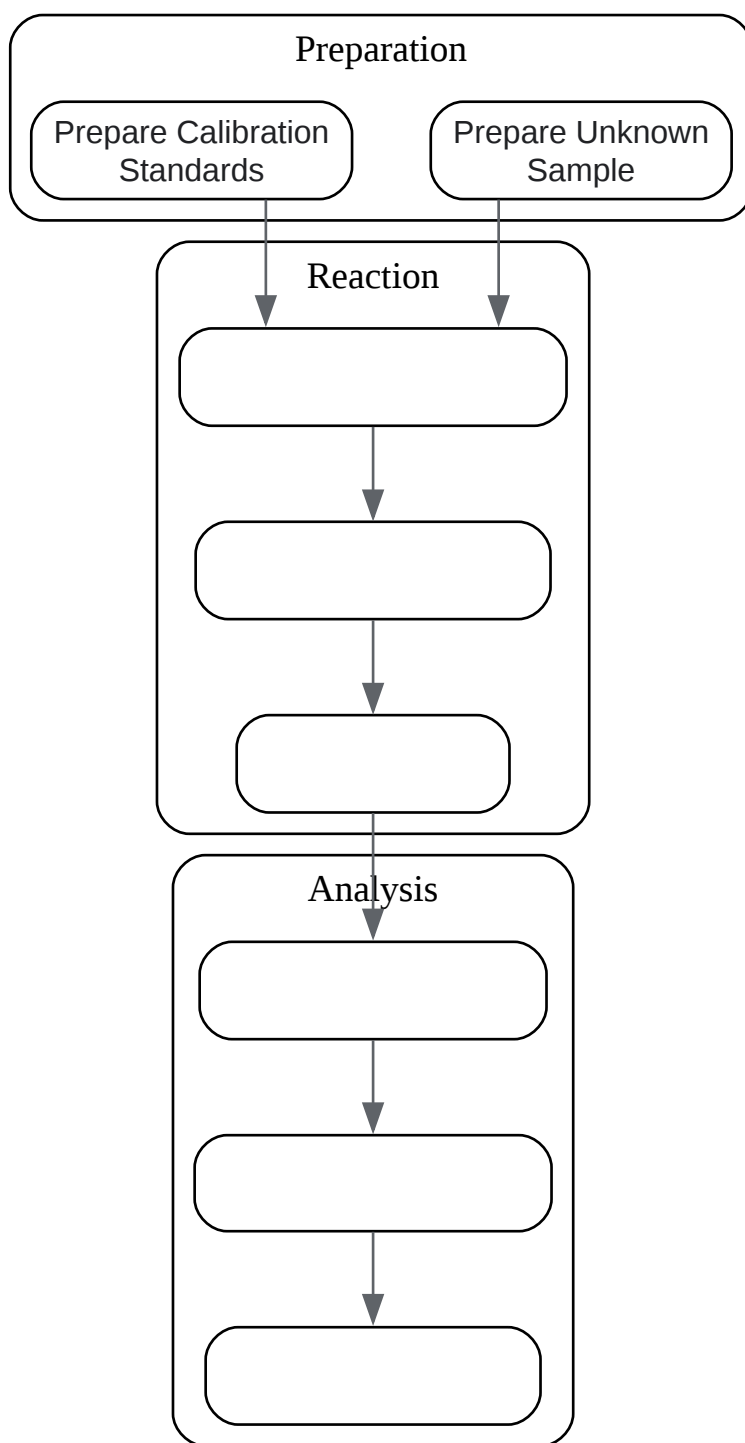 Preparation
Prepare Calibration
Standards
Prepare Unknown
Sample
Reaction
Analysis